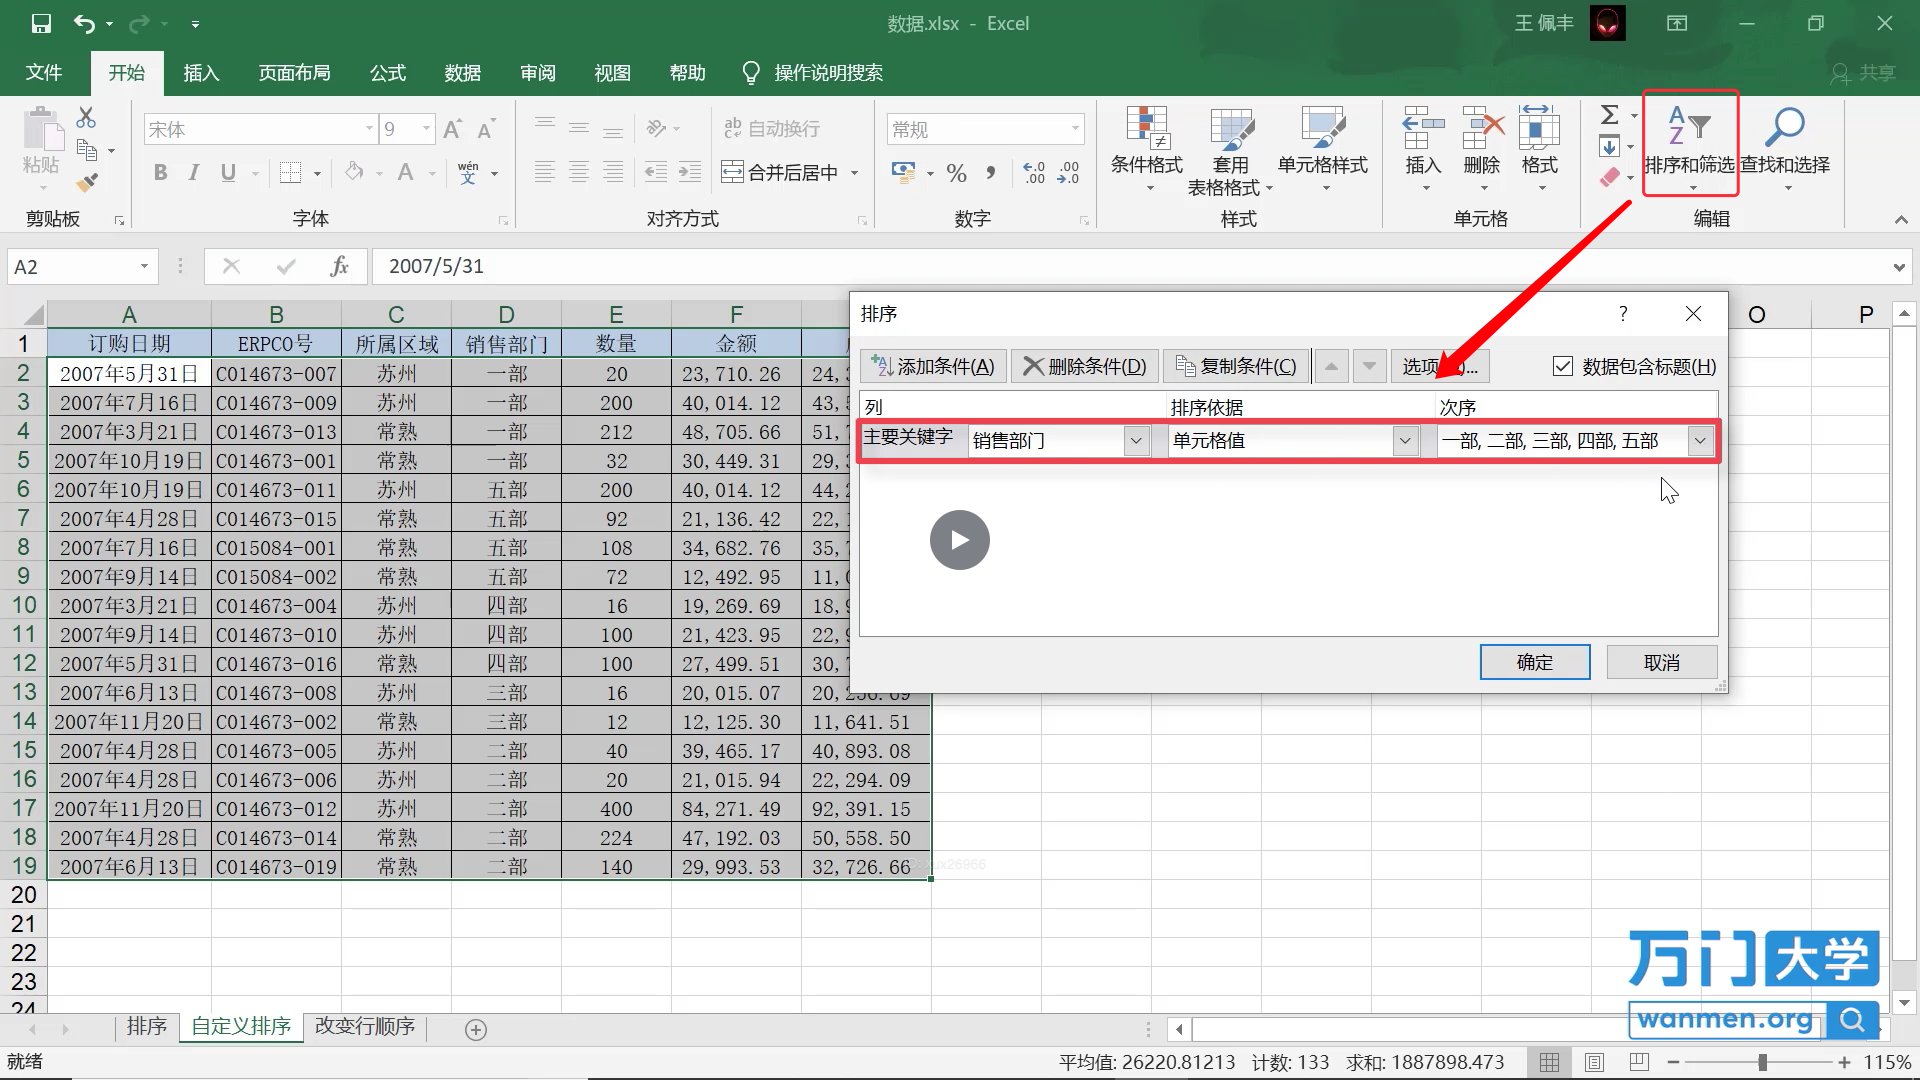 数据.xlsx - Excel
王 佩丰
文件 开始 插入 页面布局 公式 数据 审阅 视图 帮助 操作说明搜索 共享
粘贴
宋体 9
B I U A wén 文
ab 自动换行
合并后居中
常规
% , .00
条件格式 套用 表格格式 单元格样式
插入 删除 格式
Σ
排序和筛选 查找和选择
剪贴板 字体 对齐方式 数字 样式 单元格 编辑
A2 fx 2007/5/31
A B C D E F O P
1 订购日期 ERPCO号 所属区域 销售部门 数量 金额
2 2007年5月31日 C014673-007 苏州 一部 20 23,710.26 24,
3 2007年7月16日 C014673-009 苏州 一部 200 40,014.12 43,
4 2007年3月21日 C014673-013 常熟 一部 212 48,705.66 51,
5 2007年10月19日 C014673-001 常熟 一部 32 30,449.31 29,
6 2007年10月19日 C014673-011 苏州 五部 200 40,014.12 44,
7 2007年4月28日 C014673-015 常熟 五部 92 21,136.42 22,
8 2007年7月16日 C015084-001 常熟 五部 108 34,682.76 35,
9 2007年9月14日 C015084-002 常熟 五部 72 12,492.95 11,
10 2007年3月21日 C014673-004 苏州 四部 16 19,269.69 18,
11 2007年9月14日 C014673-010 苏州 四部 100 21,423.95 22,
12 2007年5月31日 C014673-016 常熟 四部 100 27,499.51 30,
13 2007年6月13日 C014673-008 苏州 三部 16 20,015.07 20,256.69
14 2007年11月20日 C014673-002 常熟 三部 12 12,125.30 11,641.51
15 2007年4月28日 C014673-005 苏州 二部 40 39,465.17 40,893.08
16 2007年4月28日 C014673-006 苏州 二部 20 21,015.94 22,294.09
17 2007年11月20日 C014673-012 苏州 二部 400 84,271.49 92,391.15
18 2007年4月28日 C014673-014 常熟 二部 224 47,192.03 50,558.50
19 2007年6月13日 C014673-019 常熟 二部 140 29,993.53 32,726.66
20
21
22
23
24
排序 ?
添加条件(A) 删除条件(D) 复制条件(C) 选项 ... 数据包含标题(H)
列 排序依据 次序
主要关键字 销售部门 单元格值 一部, 二部, 三部, 四部, 五部
确定 取消
万门大学
wanmen.org
排序 自定义排序 改变行顺序
就绪 平均值: 26220.81213 计数: 133 求和: 1887898.473 115%